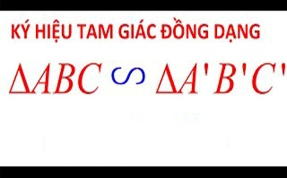 KÝ HIỆU TAM GIÁC ĐỒNG DẠNG
ΔABC ∽ ΔA'B'C'